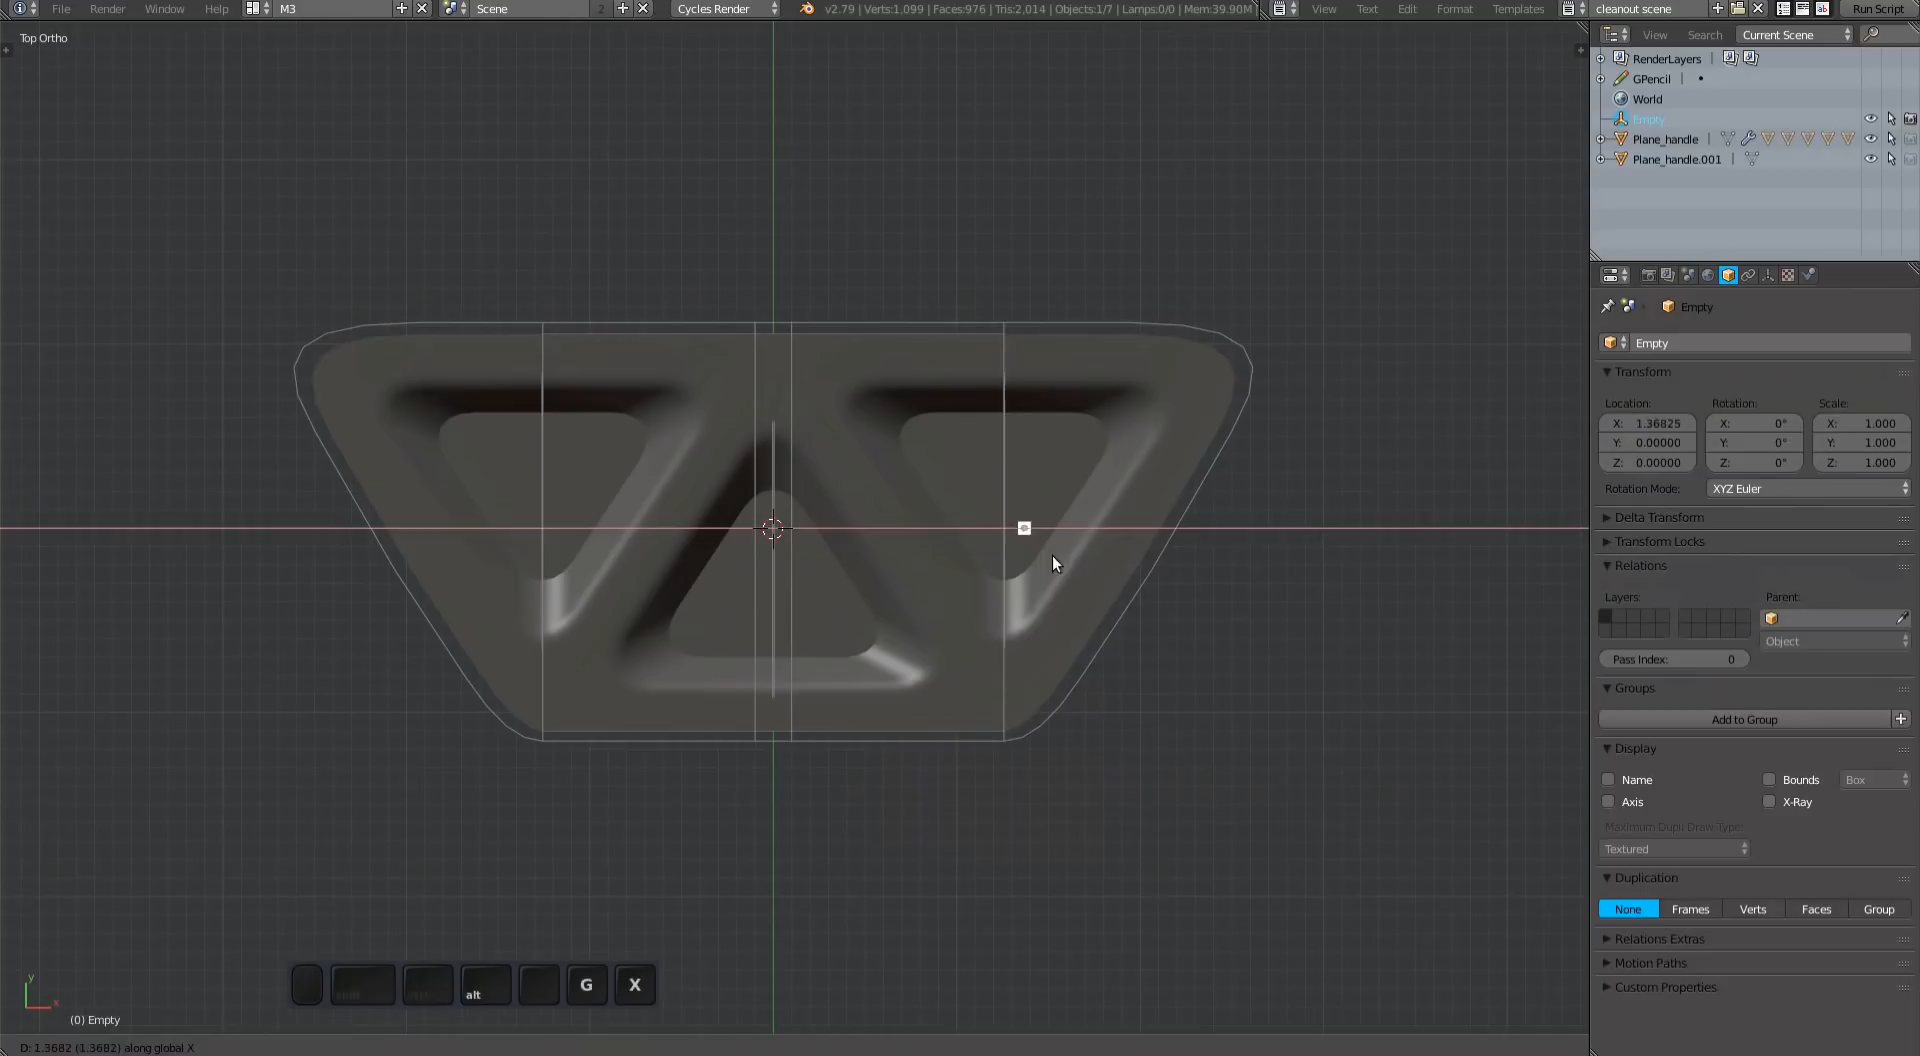 File Render Window Help M3 Scene 2 Cycles Render v2.79 | Verts:1,099 | Faces:976 | Tris:2,014 | Objects:1/7 | Lamps:0/0 | Mem:39.90M View Text Edit Format Templates cleanout scene Run Script
Top Ortho
View Search Current Scene
RenderLayers
GPencil
World
Empty
Plane_handle
Plane_handle.001
Empty
Empty
Transform
Location: Rotation: Scale:
X: 1.36825 X: 0° X: 1.000
Y: 0.00000 Y: 0° Y: 1.000
Z: 0.00000 Z: 0° Z: 1.000
Rotation Mode: XYZ Euler
Delta Transform
Transform Locks
Relations
Layers: Parent:
Object
Pass Index: 0
Groups
Add to Group
Display
Name Bounds Box
Axis X-Ray
Maximum Dupli Draw Type:
Textured
Duplication
None Frames Verts Faces Group
Relations Extras
Motion Paths
Custom Properties
shift alt G X
y
x
(0) Empty
D: 1.3682 (1.3682) along global X